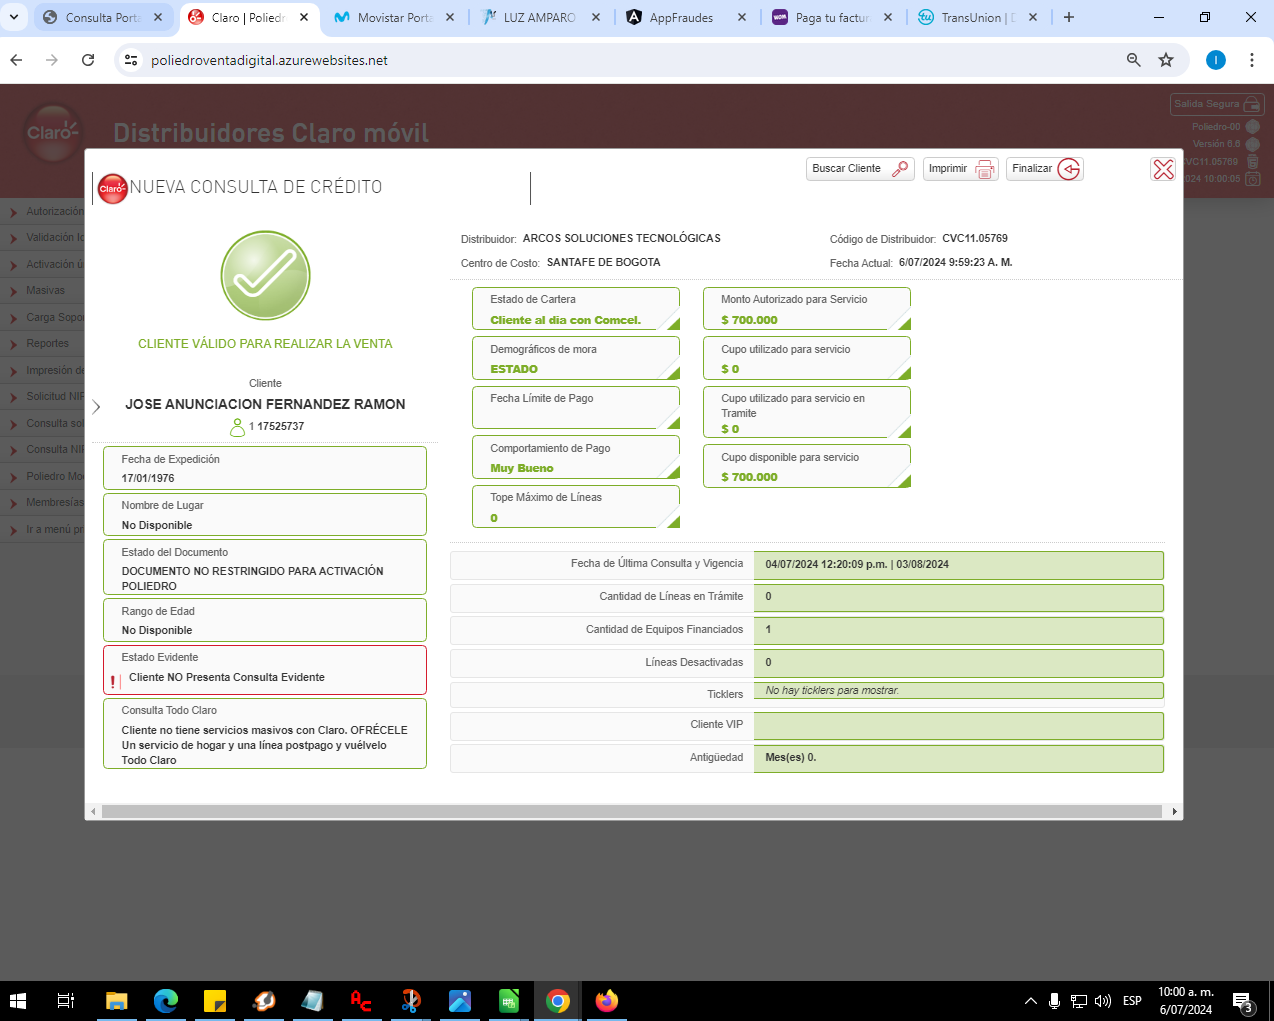 Consulta Porta
Claro | Poliedr
Movistar Porta
LUZ AMPARO
AppFraudes
Paga tu factura
TransUnion |
poliedroventadigital.azurewebsites.net
I
Claro
Distribuidores Claro móvil
Salida Segura
Poliedro-00
Versión 6.6
CVC11.05769
2024 10:00:05
Buscar Cliente
Imprimir
Finalizar
Claro
NUEVA CONSULTA DE CRÉDITO
Autorización
Validación
Activación
Masivas
Carga Sopo
Reportes
Impresión de
Solicitud NIP
Consulta sol
Consulta NIP
Poliedro Mo
Membresías
Ir a menú pr
Distribuidor: ARCOS SOLUCIONES TECNOLÓGICAS
Código de Distribuidor: CVC11.05769
Centro de Costo: SANTAFE DE BOGOTA
Fecha Actual: 6/07/2024 9:59:23 A. M.
CLIENTE VÁLIDO PARA REALIZAR LA VENTA
Cliente
JOSE ANUNCIACION FERNANDEZ RAMON
1 17525737
Fecha de Expedición
17/01/1976
Nombre de Lugar
No Disponible
Estado del Documento
DOCUMENTO NO RESTRINGIDO PARA ACTIVACIÓN
POLIEDRO
Rango de Edad
No Disponible
Estado Evidente
! Cliente NO Presenta Consulta Evidente
Consulta Todo Claro
Cliente no tiene servicios masivos con Claro. OFRÉCELE
Un servicio de hogar y una línea postpago y vuélvelo
Todo Claro
Estado de Cartera
Cliente al dia con Comcel.
Demográficos de mora
ESTADO
Fecha Límite de Pago
Comportamiento de Pago
Muy Bueno
Tope Máximo de Líneas
0
Monto Autorizado para Servicio
$ 700.000
Cupo utilizado para servicio
$ 0
Cupo utilizado para servicio en
Tramite
$ 0
Cupo disponible para servicio
$ 700.000
Fecha de Última Consulta y Vigencia 04/07/2024 12:20:09 p.m. | 03/08/2024
Cantidad de Líneas en Trámite 0
Cantidad de Equipos Financiados 1
Líneas Desactivadas 0
Ticklers No hay ticklers para mostrar.
Cliente VIP
Antigüedad Mes(es) 0.
ESP
10:00 a. m.
6/07/2024
3